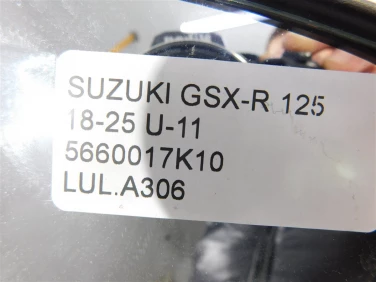 SUZUKI GSX-R 125
18-25 U-11
5660017K10
LUL.A306